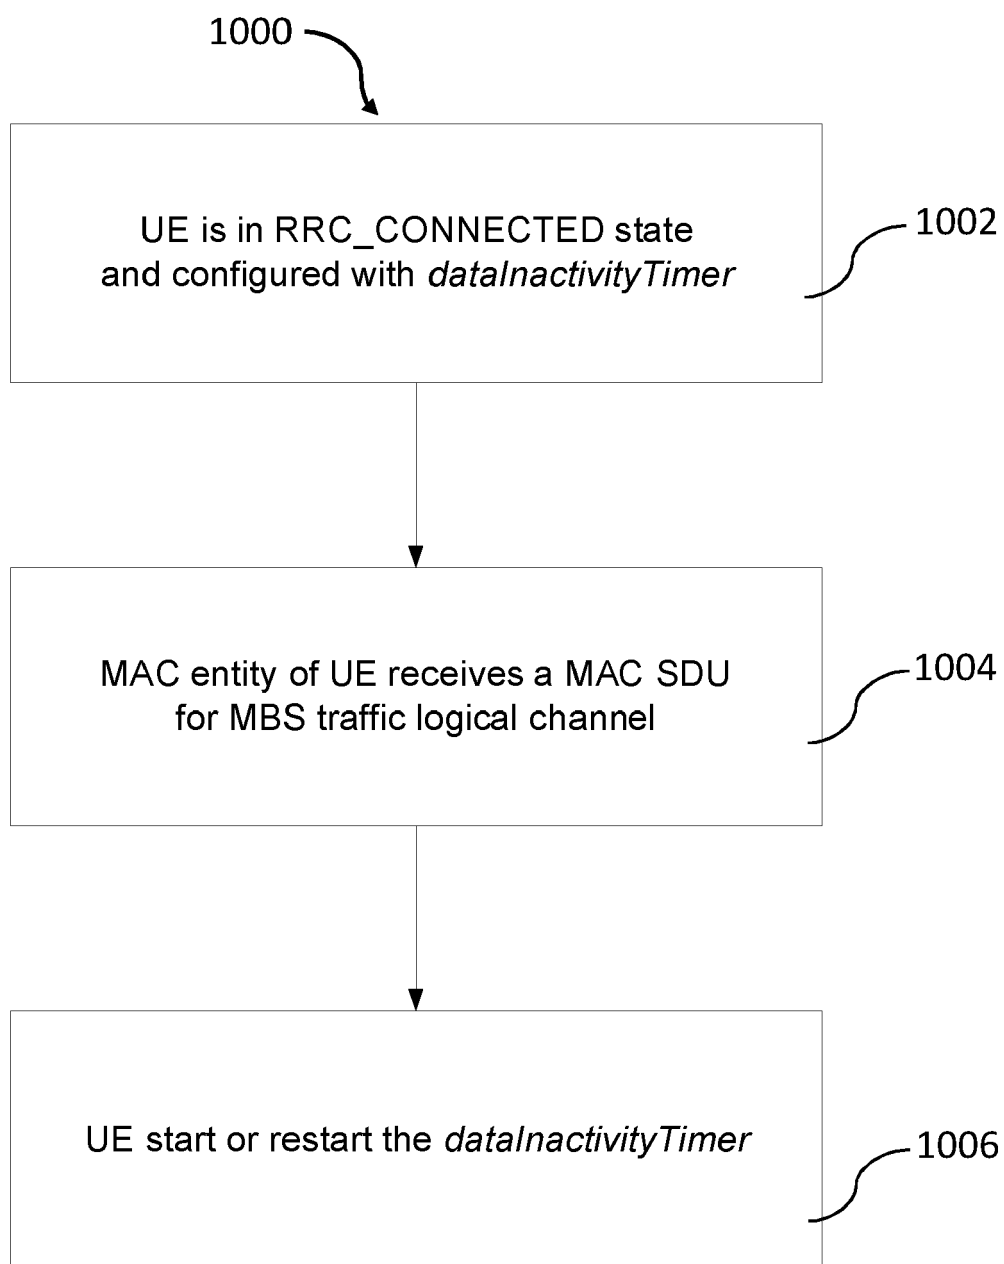 1000
UE is in RRC_CONNECTED state
and configured with dataInactivityTimer
1002
MAC entity of UE receives a MAC SDU
for MBS traffic logical channel
1004
UE start or restart the dataInactivityTimer
1006